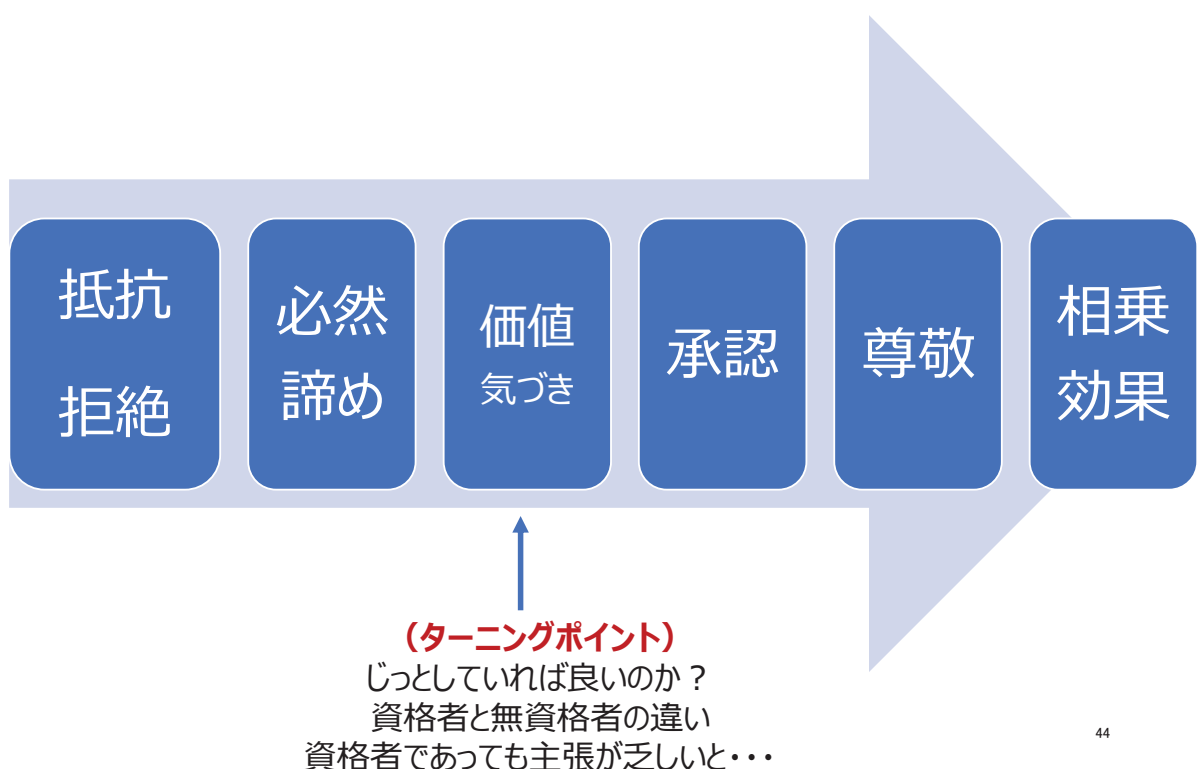 抵抗
拒絶
必然
諦め
価値
気づき
承認
尊敬
相乗
効果
（ターニングポイント）
じっとしていれば良いのか？
資格者と無資格者の違い
資格者であっても主張が乏しいと・・・
44